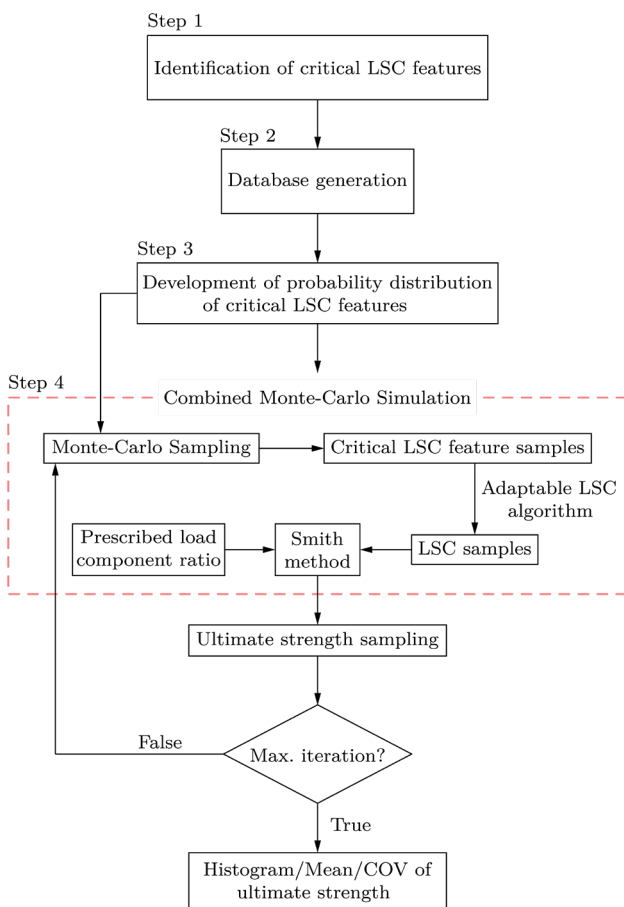 Step 1
Identification of critical LSC features
Step 2
Database generation
Step 3
Development of probability distribution
of critical LSC features
Step 4
Combined Monte-Carlo Simulation
Monte-Carlo Sampling
Critical LSC feature samples
Adaptable LSC
algorithm
Prescribed load
component ratio
Smith
method
LSC samples
Ultimate strength sampling
False
Max. iteration?
True
Histogram/Mean/COV of
ultimate strength